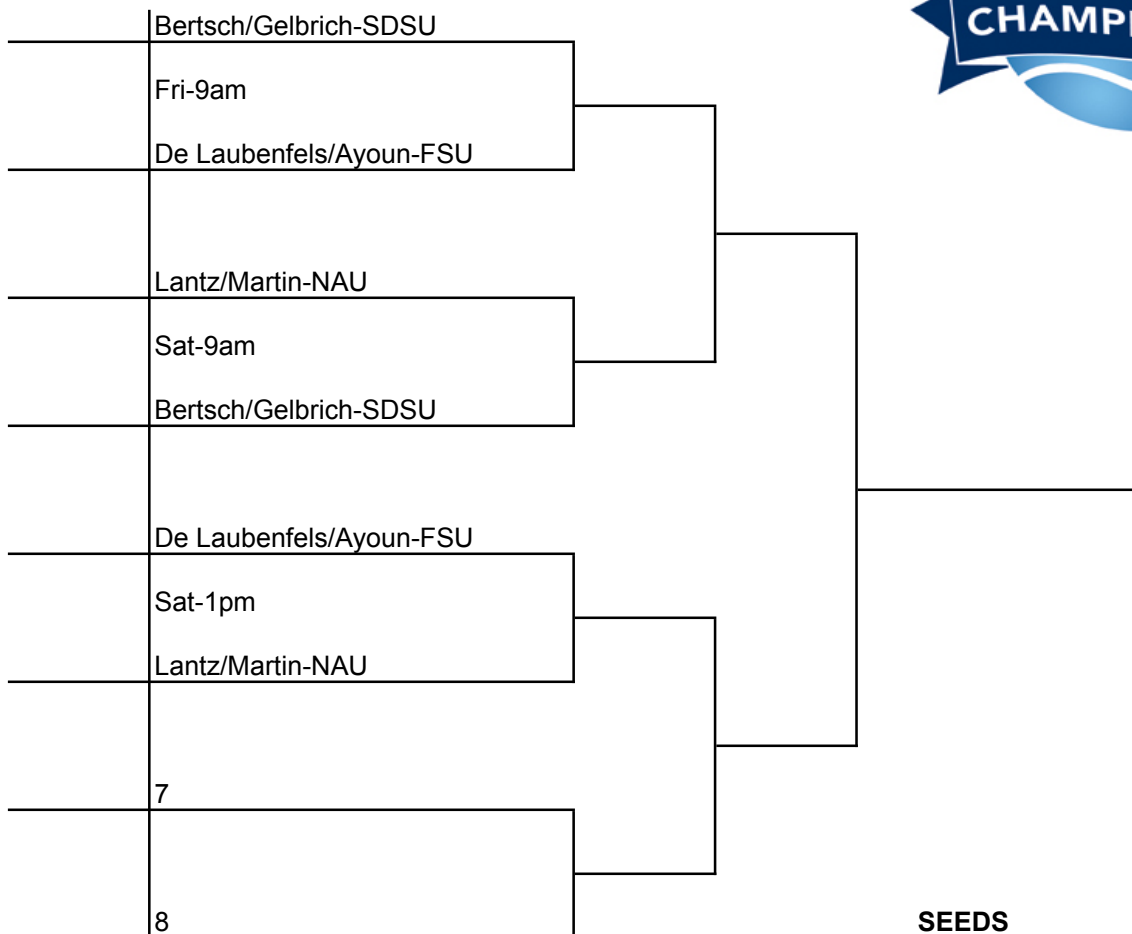 Bertsch/Gelbrich-SDSU
CHAMP
Fri-9am
De Laubenfels/Ayoun-FSU
Lantz/Martin-NAU
Sat-9am
Bertsch/Gelbrich-SDSU
De Laubenfels/Ayoun-FSU
Sat-1pm
Lantz/Martin-NAU
7
8
SEEDS